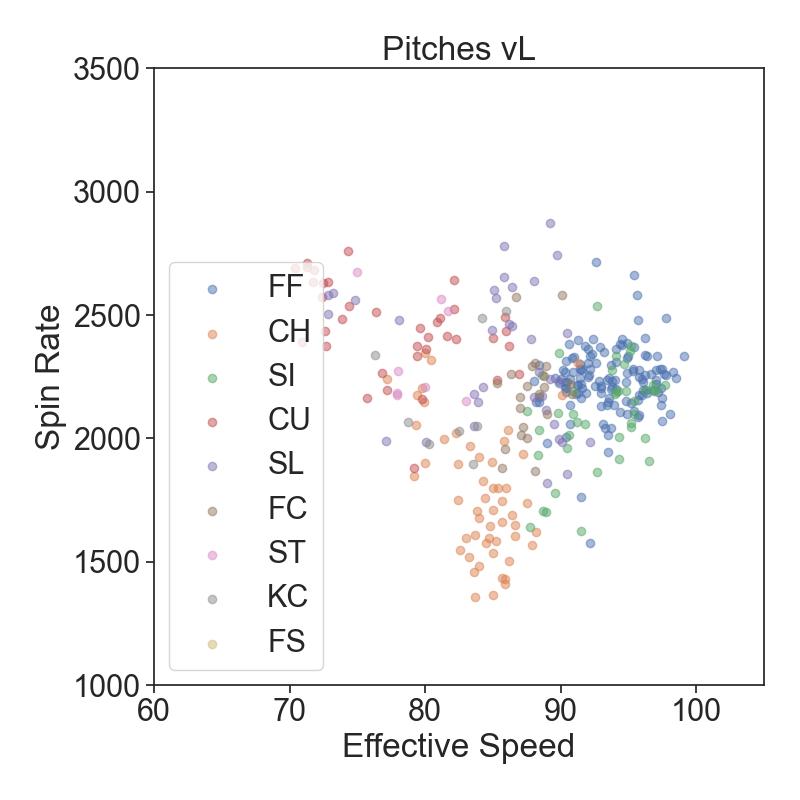 Pitches vL
3500
3000
2500
2000
1500
1000
Spin Rate
FF
CH
SI
CU
SL
FC
ST
KC
FS
60 70 80 90 100
Effective Speed